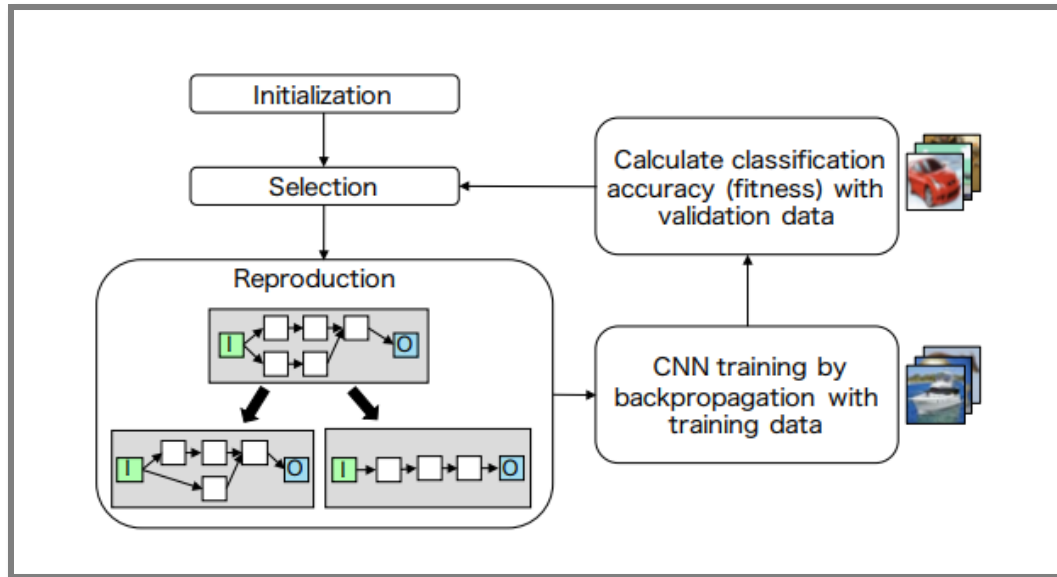 Initialization
Selection
Reproduction
I
O
I
O
I
O
CNN training by
backpropagation with
training data
Calculate classification
accuracy (fitness) with
validation data